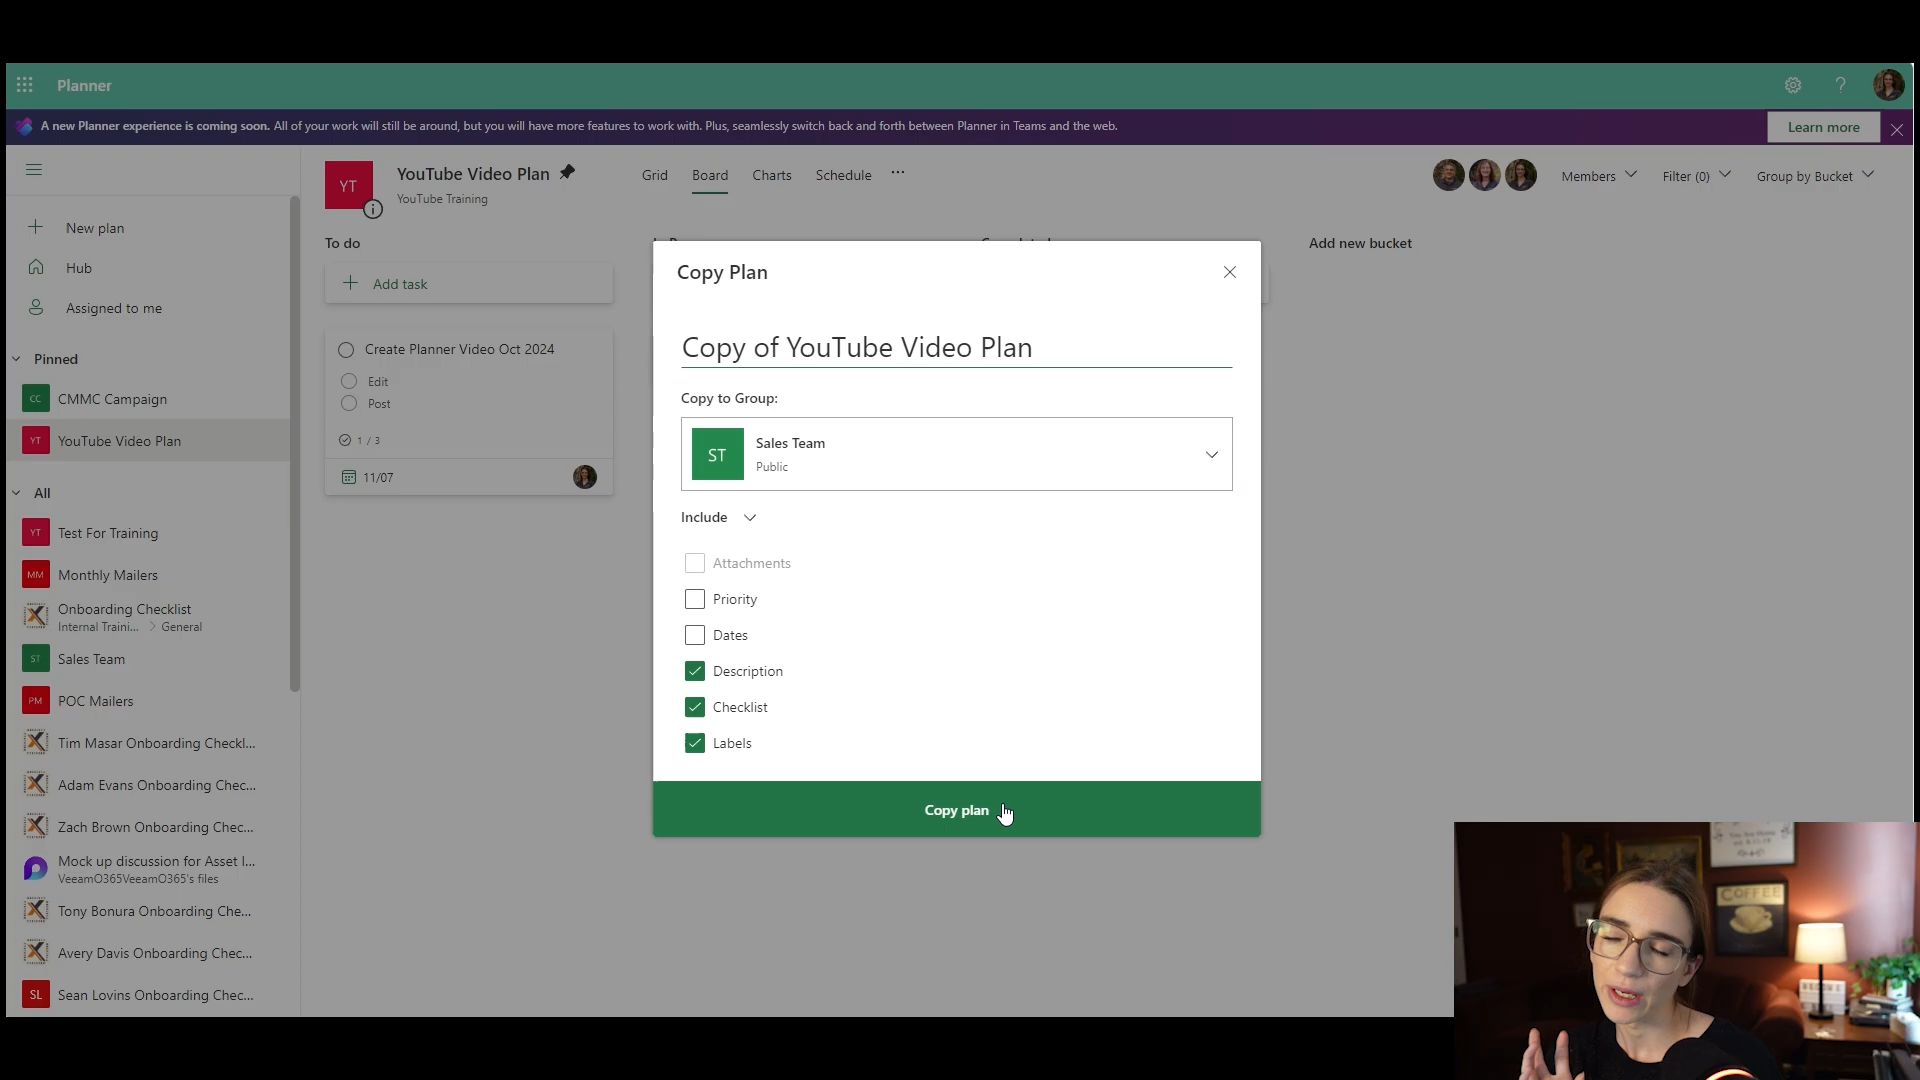 Planner
?
A new Planner experience is coming soon. All of your work will still be around, but you will have more features to work with. Plus, seamlessly switch back and forth between Planner in Teams and the web.
Learn more
New plan
Hub
Assigned to me
Pinned
CC CMMC Campaign
YT YouTube Video Plan
All
YT Test For Training
MM Monthly Mailers
Onboarding Checklist
Internal Traini... > General
ST Sales Team
PM POC Mailers
Tim Masar Onboarding Checkl...
Adam Evans Onboarding Chec...
Zach Brown Onboarding Chec...
Mock up discussion for Asset I...
VeeamO365VeeamO365's files
Tony Bonura Onboarding Che...
Avery Davis Onboarding Chec...
SL Sean Lovins Onboarding Chec...
YT
YouTube Video Plan
YouTube Training
Grid Board Charts Schedule ...
Members Filter (0) Group by Bucket
To do
Add task
Create Planner Video Oct 2024
Edit
Post
1 / 3
11/07
Add new bucket
Copy Plan
Copy of YouTube Video Plan
Copy to Group:
ST
Sales Team
Public
Include
Attachments
Priority
Dates
Description
Checklist
Labels
Copy plan
COFFEE